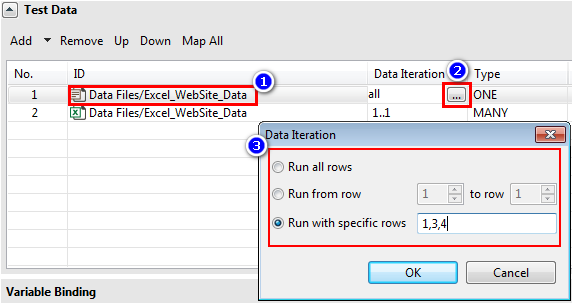 Test Data
Add Remove Up Down Map All
No. ID Data Iteration Type
1 Data Files/Excel_WebSite_Data all ... ONE
2 Data Files/Excel_WebSite_Data 1..1 MANY
1
2
3
Data Iteration
Run all rows
Run from row 1 to row 1
Run with specific rows 1,3,4
OK Cancel
Variable Binding